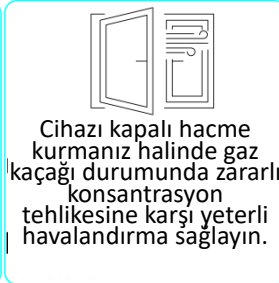 Cihazı kapalı hacme
kurmanız halinde gaz
kaçağı durumunda zararlı
konsantrasyon
tehlikesine karşı yeterli
havalandırma sağlayın.